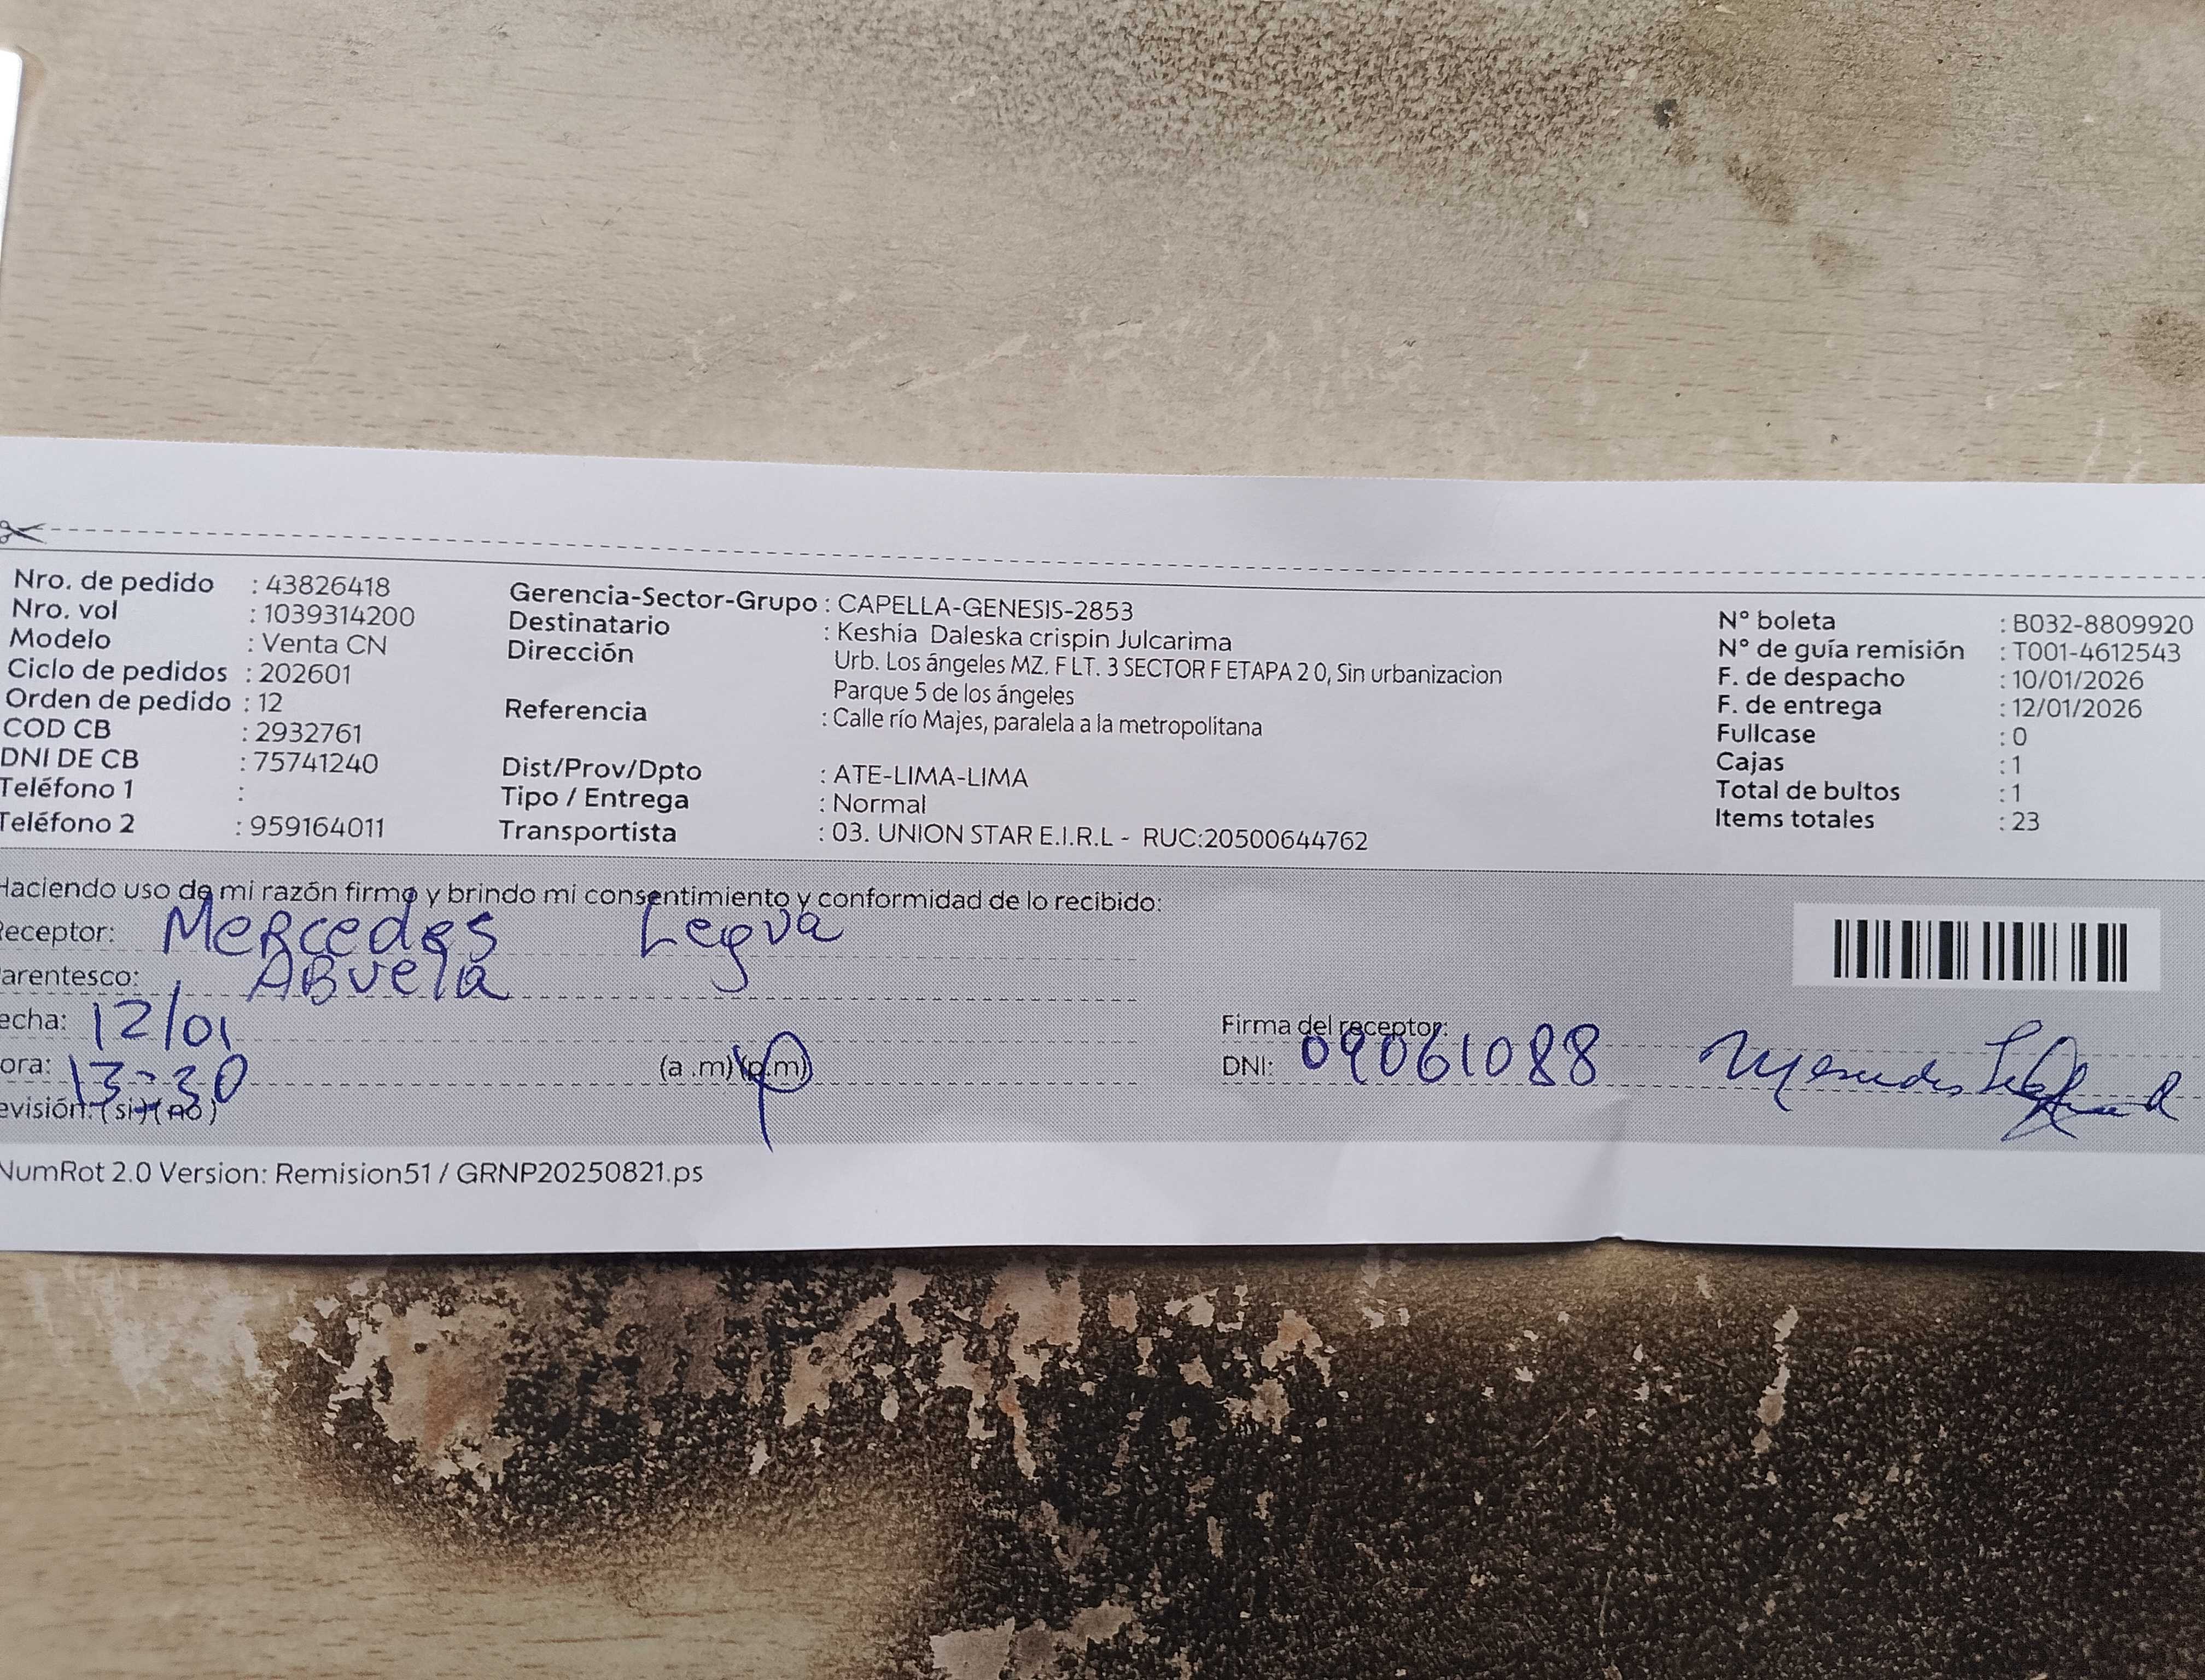 Nro. de pedido : 43826418
Nro. vol : 1039314200
Modelo : Venta CN
Ciclo de pedidos : 202601
Orden de pedido : 12
COD CB : 2932761
DNI DE CB : 75741240
Teléfono 1 :
Teléfono 2 : 959164011
Gerencia-Sector-Grupo : CAPELLA-GENESIS-2853
Destinatario : Keshia Daleska crispin Julcarima
Dirección Urb. Los ángeles MZ. F LT. 3 SECTOR F ETAPA 2 0, Sin urbanizacion
Parque 5 de los ángeles
Referencia : Calle río Majes, paralela a la metropolitana
Dist/Prov/Dpto : ATE-LIMA-LIMA
Tipo / Entrega : Normal
Transportista : 03. UNION STAR E.I.R.L - RUC:20500644762
N° boleta : B032-8809920
N° de guía remisión : T001-4612543
F. de despacho : 10/01/2026
F. de entrega : 12/01/2026
Fullcase : 0
Cajas : 1
Total de bultos : 1
Items totales : 23
Haciendo uso de mi razón firmo y brindo mi consentimiento y conformidad de lo recibido:
Receptor: Mercedes Legva
arentesco: Abuela
echa: 12/01
ora: 13:30 (a .m) (p.m)
evisión: (si) (no)
Firma del receptor:
DNI: 09061088 Mercedes
NumRot 2.0 Version: Remision51 / GRNP20250821.ps